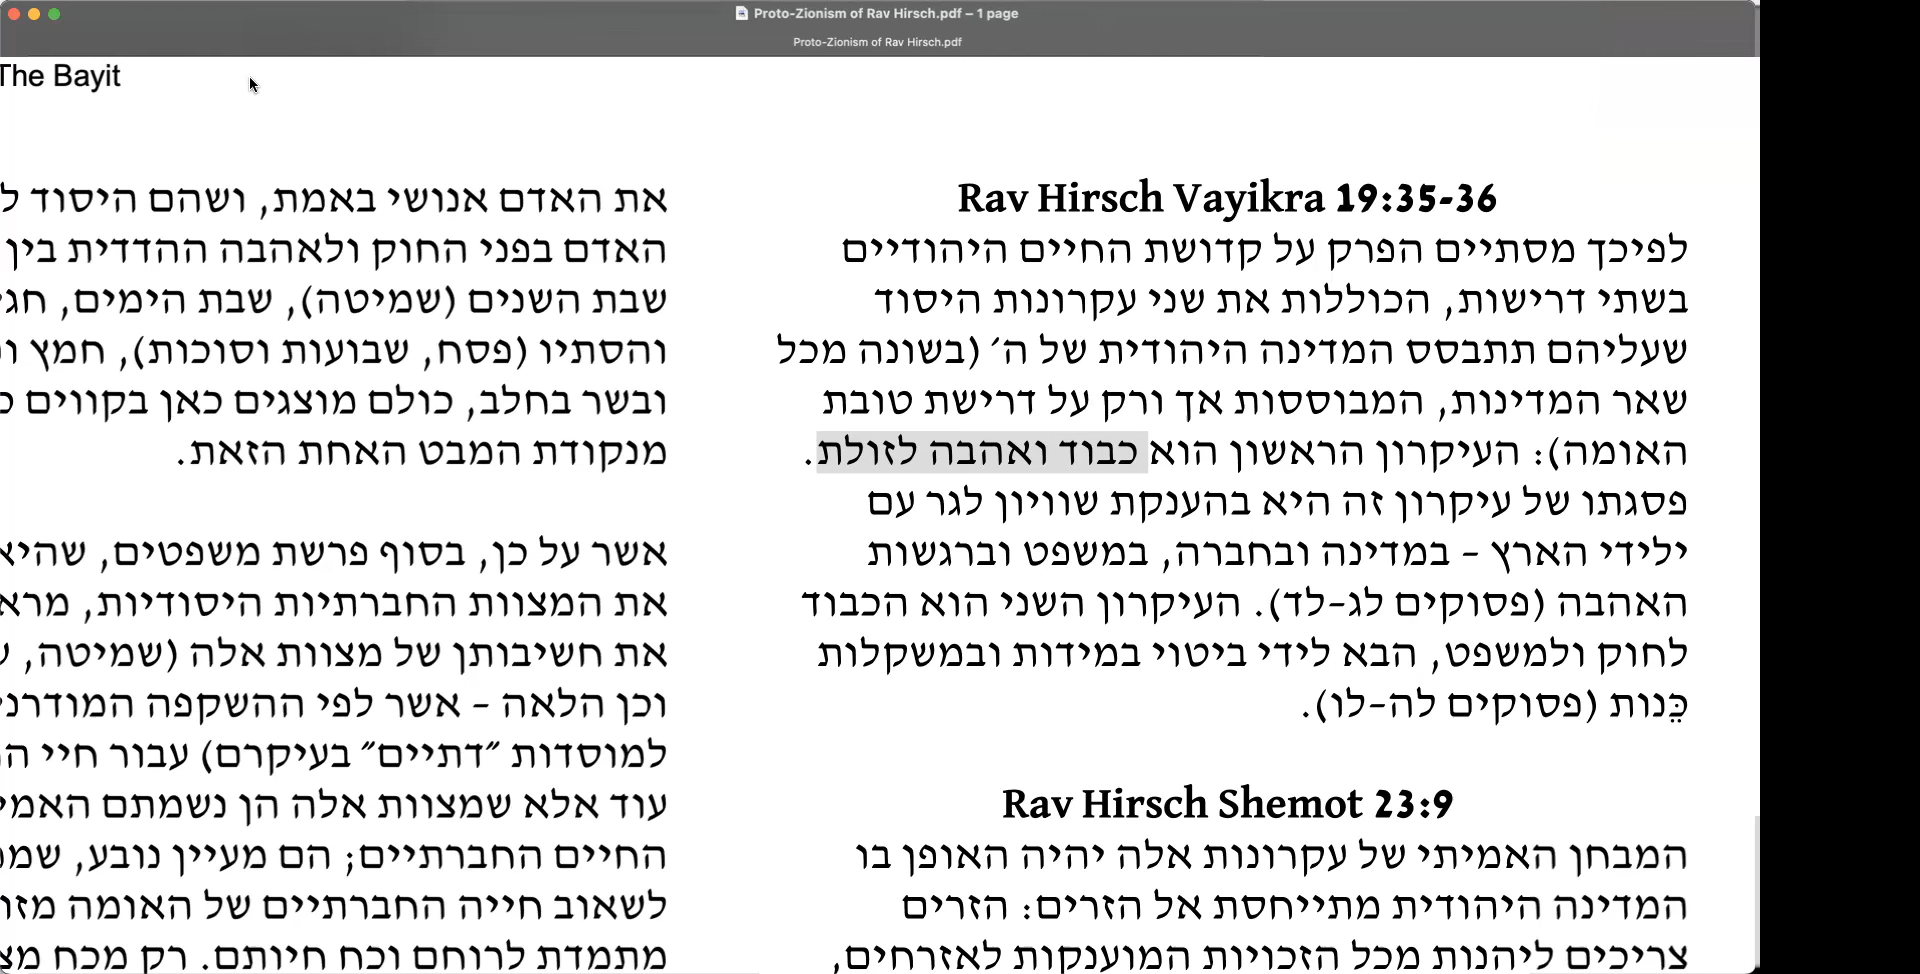 Proto-Zionism of Rav Hirsch.pdf – 1 page
Proto-Zionism of Rav Hirsch.pdf
The Bayit
Rav Hirsch Vayikra 19:35-36
לפיכך מסתיים הפרק על קדושת החיים היהודיים
בשתי דרישות, הכוללות את שני עקרונות היסוד
שעליהם תתבסס המדינה היהודית של ה׳ (בשונה מכל
שאר המדינות, המבוססות אך ורק על דרישת טובת
האומה): העיקרון הראשון הוא כבוד ואהבה לזולת.
פסגתו של עיקרון זה היא בהענקת שוויון לגר עם
ילידי הארץ – במדינה ובחברה, במשפט וברגשות
האהבה (פסוקים לג-לד). העיקרון השני הוא הכבוד
לחוק ולמשפט, הבא לידי ביטוי במידות ובמשקלות
כֵּנות (פסוקים לה-לו).
Rav Hirsch Shemot 23:9
המבחן האמיתי של עקרונות אלה יהיה האופן בו
המדינה היהודית מתייחסת אל הזרים: הזרים
צריכים ליהנות מכל הזכויות המוענקות לאזרחים,
את האדם אנושי באמת, ושהם היסוד ל
האדם בפני החוק ולאהבה ההדדית בין
שבת השנים (שמיטה), שבת הימים,
והסתיו (פסח, שבועות וסוכות), חמץ
ובשר בחלב, כולם מוצגים כאן בקווים
מנקודת המבט האחת הזאת.
אשר על כן, בסוף פרשת משפטים, שהיא
את המצוות החברתיות היסודיות,
את חשיבותן של מצוות אלה (שמיטה,
וכן הלאה – אשר לפי ההשקפה
למוסדות ״דתיים״ בעיקרם) עבור חיי
עוד אלא שמצוות אלה הן נשמתם
החיים החברתיים; הם מעיין נובע,
לשאוב חייה החברתיים של האומה
מתמדת לרוחם וכח חיותם. רק מכח